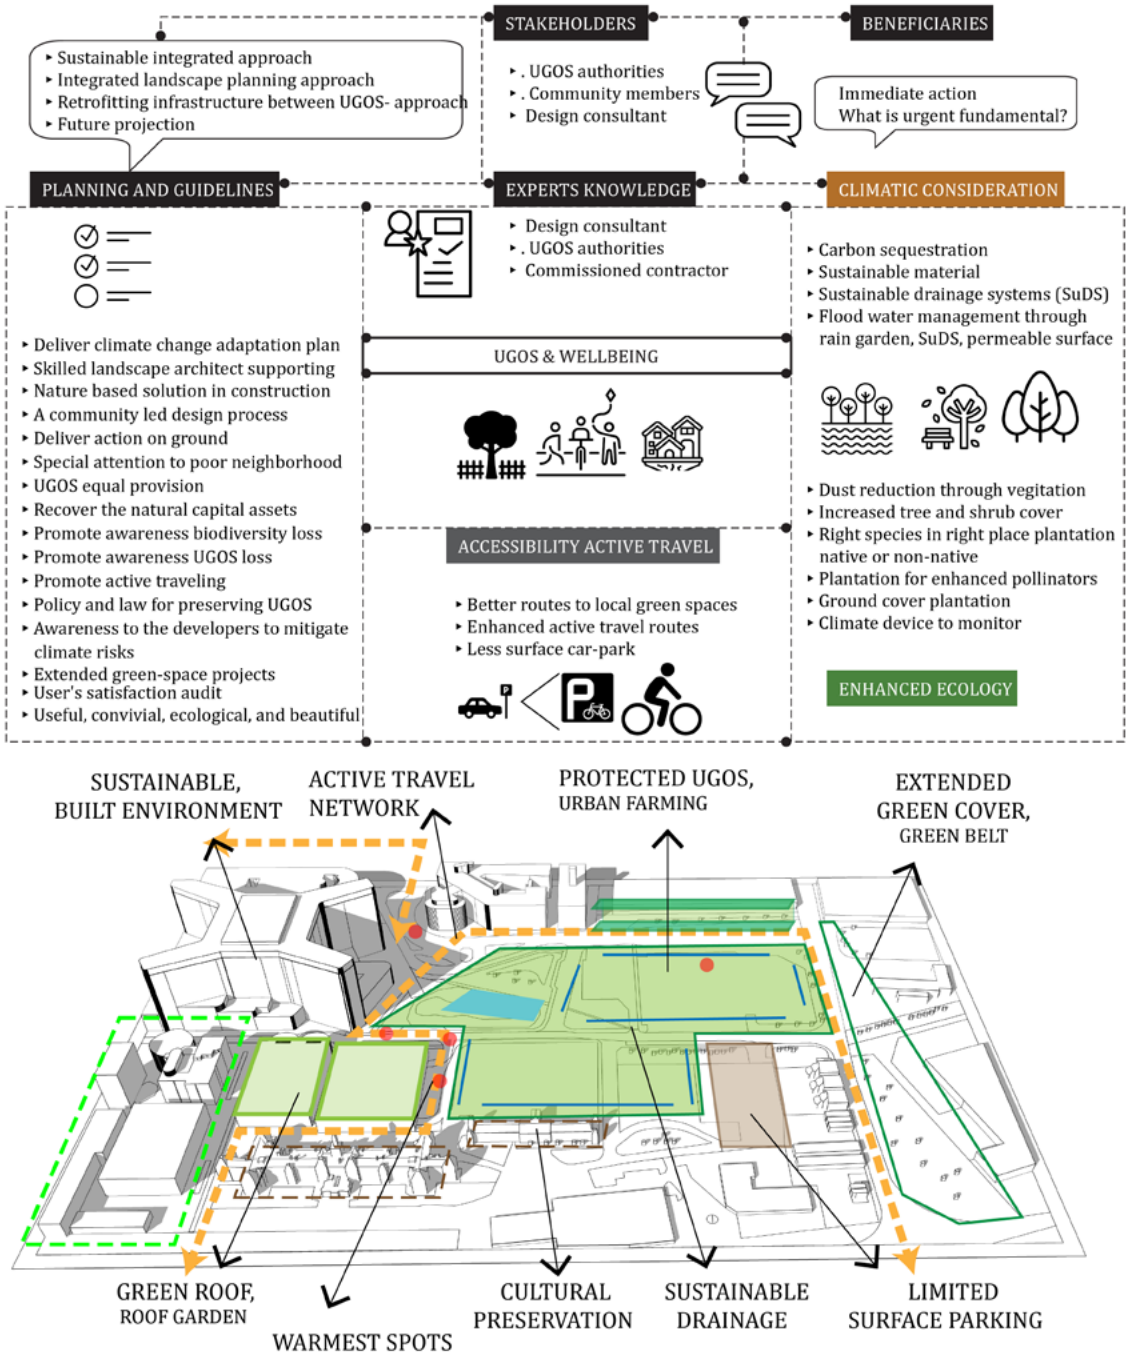 STAKEHOLDERS
BENEFICIARIES
‣ Sustainable integrated approach
‣ Integrated landscape planning approach
‣ Retrofitting infrastructure between UGOS- approach
‣ Future projection
‣ . UGOS authorities
‣ . Community members
‣ Design consultant
Immediate action
What is urgent fundamental?
PLANNING AND GUIDELINES
EXPERTS KNOWLEDGE
CLIMATIC CONSIDERATION
‣ Deliver climate change adaptation plan
‣ Skilled landscape architect supporting
‣ Nature based solution in construction
‣ A community led design process
‣ Deliver action on ground
‣ Special attention to poor neighborhood
‣ UGOS equal provision
‣ Recover the natural capital assets
‣ Promote awareness biodiversity loss
‣ Promote awareness UGOS loss
‣ Promote active traveling
‣ Policy and law for preserving UGOS
‣ Awareness to the developers to mitigate
climate risks
‣ Extended green-space projects
‣ User's satisfaction audit
‣ Useful, convivial, ecological, and beautiful
‣ Design consultant
‣ . UGOS authorities
‣ Commissioned contractor
UGOS & WELLBEING
ACCESSIBILITY ACTIVE TRAVEL
‣ Better routes to local green spaces
‣ Enhanced active travel routes
‣ Less surface car-park
P
P
‣ Carbon sequestration
‣ Sustainable material
‣ Sustainable drainage systems (SuDS)
‣ Flood water management through
rain garden, SuDS, permeable surface
‣ Dust reduction through vegitation
‣ Increased tree and shrub cover
‣ Right species in right place plantation
native or non-native
‣ Plantation for enhanced pollinators
‣ Ground cover plantation
‣ Climate device to monitor
ENHANCED ECOLOGY
SUSTAINABLE,
BUILT ENVIRONMENT
ACTIVE TRAVEL
NETWORK
PROTECTED UGOS,
URBAN FARMING
EXTENDED
GREEN COVER,
GREEN BELT
GREEN ROOF,
ROOF GARDEN
WARMEST SPOTS
CULTURAL
PRESERVATION
SUSTAINABLE
DRAINAGE
LIMITED
SURFACE PARKING